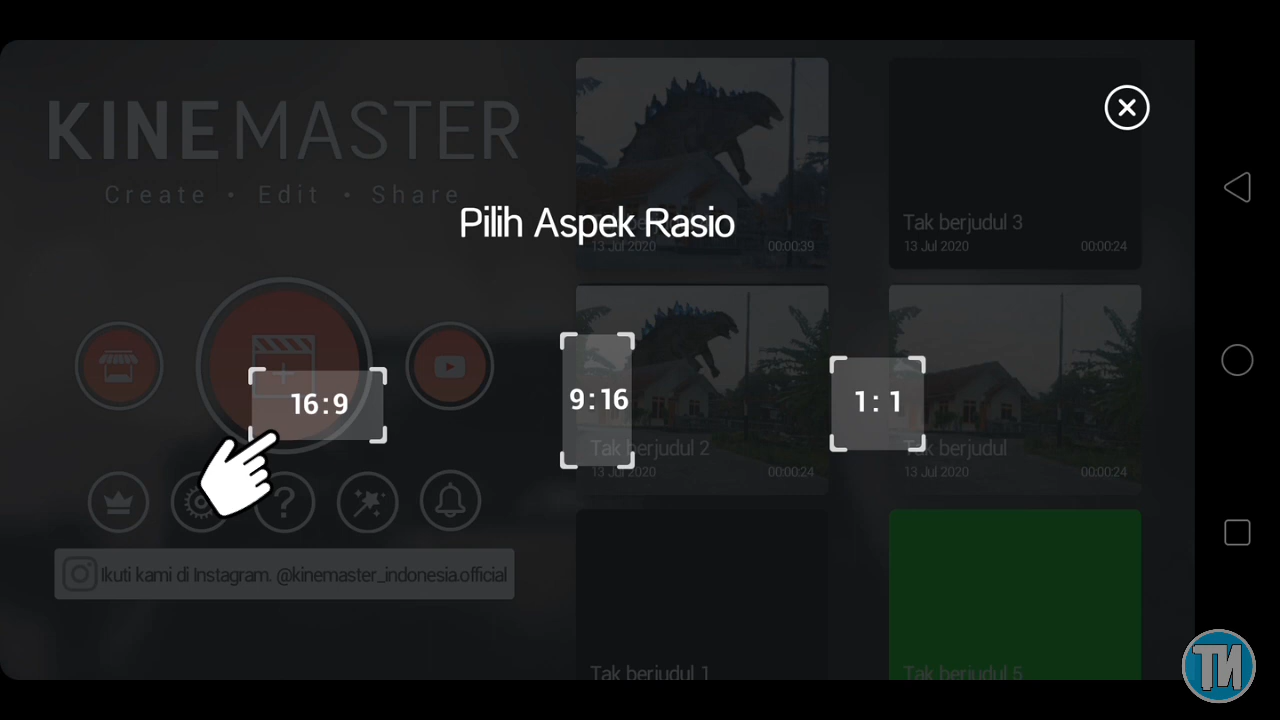 KINEMASTER
Create • Edit • Share
Pilih Aspek Rasio
13 Jul 2020 00:00:39
Tak berjudul 3
13 Jul 2020 00:00:24
16:9
9:16
1:1
Tak berjudul 2
13 Jul 2020 00:00:24
Tak berjudul
13 Jul 2020 00:00:24
?
Ikuti kami di Instagram. @kinemaster_indonesia.official
Tak berjudul 1
Tak berjudul 5